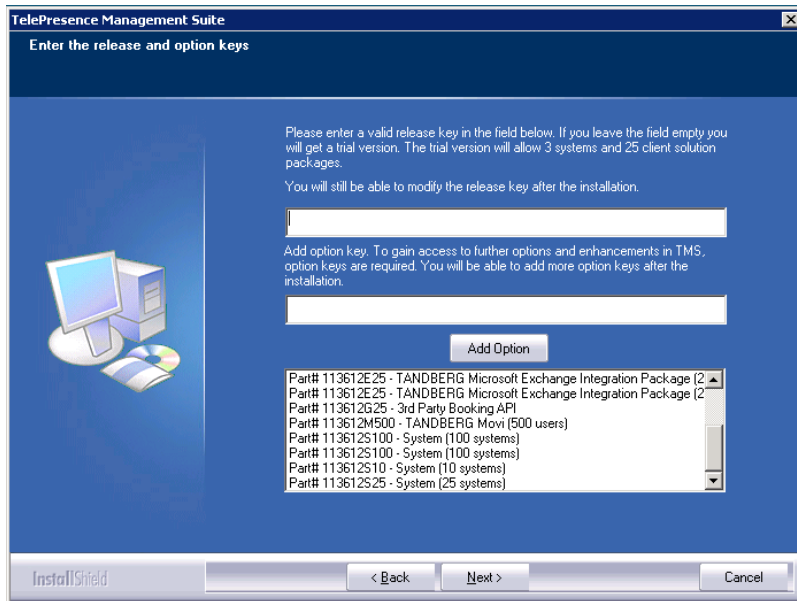 TelePresence Management Suite
Enter the release and option keys
Please enter a valid release key in the field below. If you leave the field empty you
will get a trial version. The trial version will allow 3 systems and 25 client solution
packages.
You will still be able to modify the release key after the installation.
Add option key. To gain access to further options and enhancements in TMS,
option keys are required. You will be able to add more option keys after the
installation.
Add Option
Part# 113612E25 - TANDBERG Microsoft Exchange Integration Package (2
Part# 113612E25 - TANDBERG Microsoft Exchange Integration Package (2
Part# 113612G25 - 3rd Party Booking API
Part# 113612M500 - TANDBERG Movi (500 users)
Part# 113612S100 - System (100 systems)
Part# 113612S100 - System (100 systems)
Part# 113612S10 - System (10 systems)
Part# 113612S25 - System (25 systems)
InstallShield
< Back
Next >
Cancel